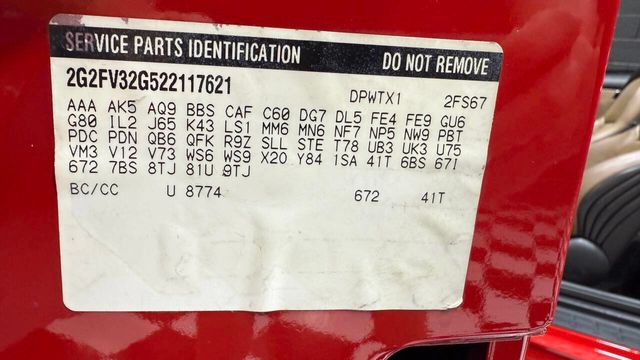 SERVICE PARTS IDENTIFICATION DO NOT REMOVE
2G2FV32G522117621 DPWTX1 2FS67
AAA AK5 AQ9 BBS CAF C60 DG7 DL5 FE4 FE9 GU6
G80 1L2 J65 K43 LS1 MM6 MN6 NF7 NP5 NW9 PBT
PDC PDN QB6 QFK R9Z SLL STE T78 UB3 UK3 U75
VM3 V12 V73 WS6 WS9 X20 Y84 1SA 41T 6BS 67I
672 7BS 8TJ 81U 9TJ
BC/CC U 8774 672 41T